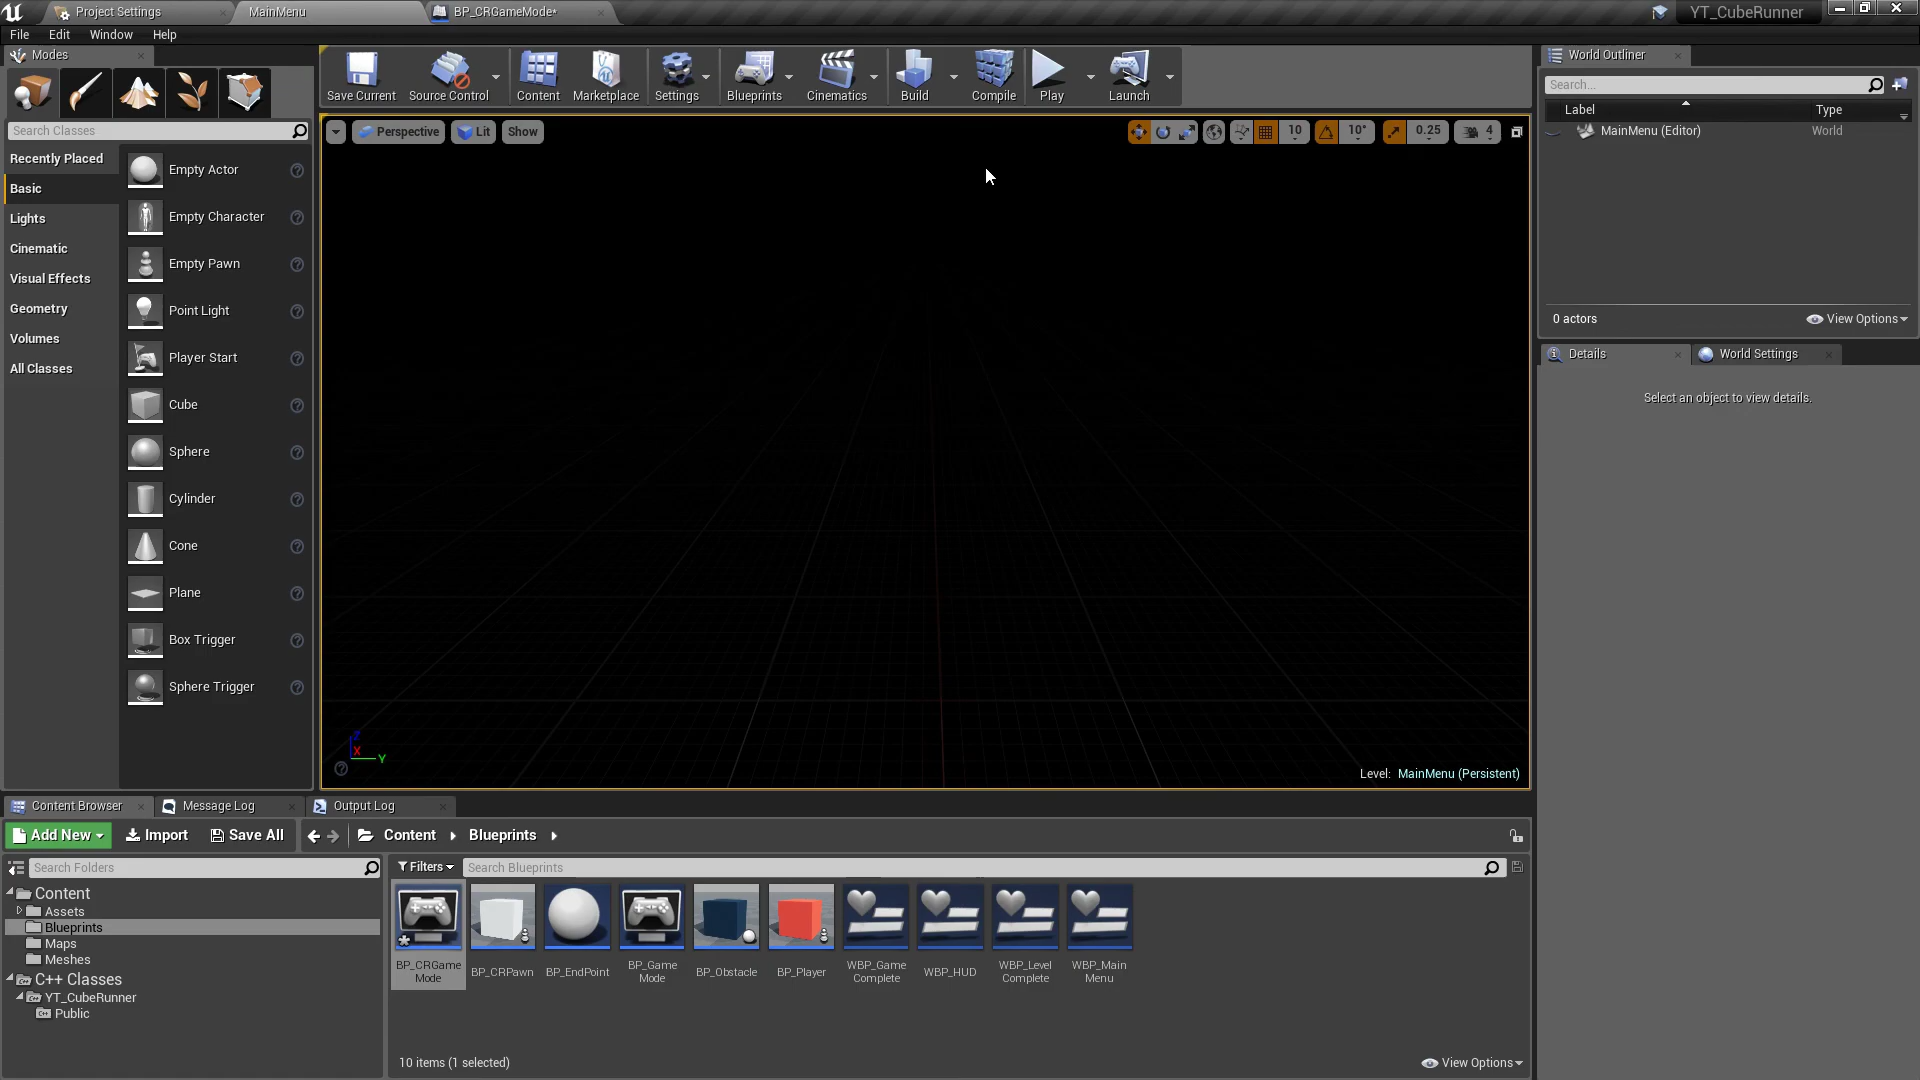 Project Settings
MainMenu
BP_CRGameMode*
YT_CubeRunner
File
Edit
Window
Help
Modes
Save Current
Source Control
Content
Marketplace
Settings
Blueprints
Cinematics
Build
Compile
Play
Launch
World Outliner
Search...
Label
Type
MainMenu (Editor)
World
0 actors
View Options
Search Classes
Recently Placed
Basic
Lights
Cinematic
Visual Effects
Geometry
Volumes
All Classes
Empty Actor
Empty Character
Empty Pawn
Point Light
Player Start
Cube
Sphere
Cylinder
Cone
Plane
Box Trigger
Sphere Trigger
Perspective
Lit
Show
10
10°
0.25
4
Z
X
Y
Level: MainMenu (Persistent)
Details
World Settings
Select an object to view details.
Content Browser
Message Log
Output Log
Add New
Import
Save All
Content
Blueprints
Search Folders
Filters
Search Blueprints
Content
Assets
Blueprints
Maps
Meshes
C++ Classes
YT_CubeRunner
Public
BP_CRGame
Mode
BP_CRPawn
BP_EndPoint
BP_Game
Mode
BP_Obstacle
BP_Player
WBP_Game
Complete
WBP_HUD
WBP_Level
Complete
WBP_Main
Menu
10 items (1 selected)
View Options